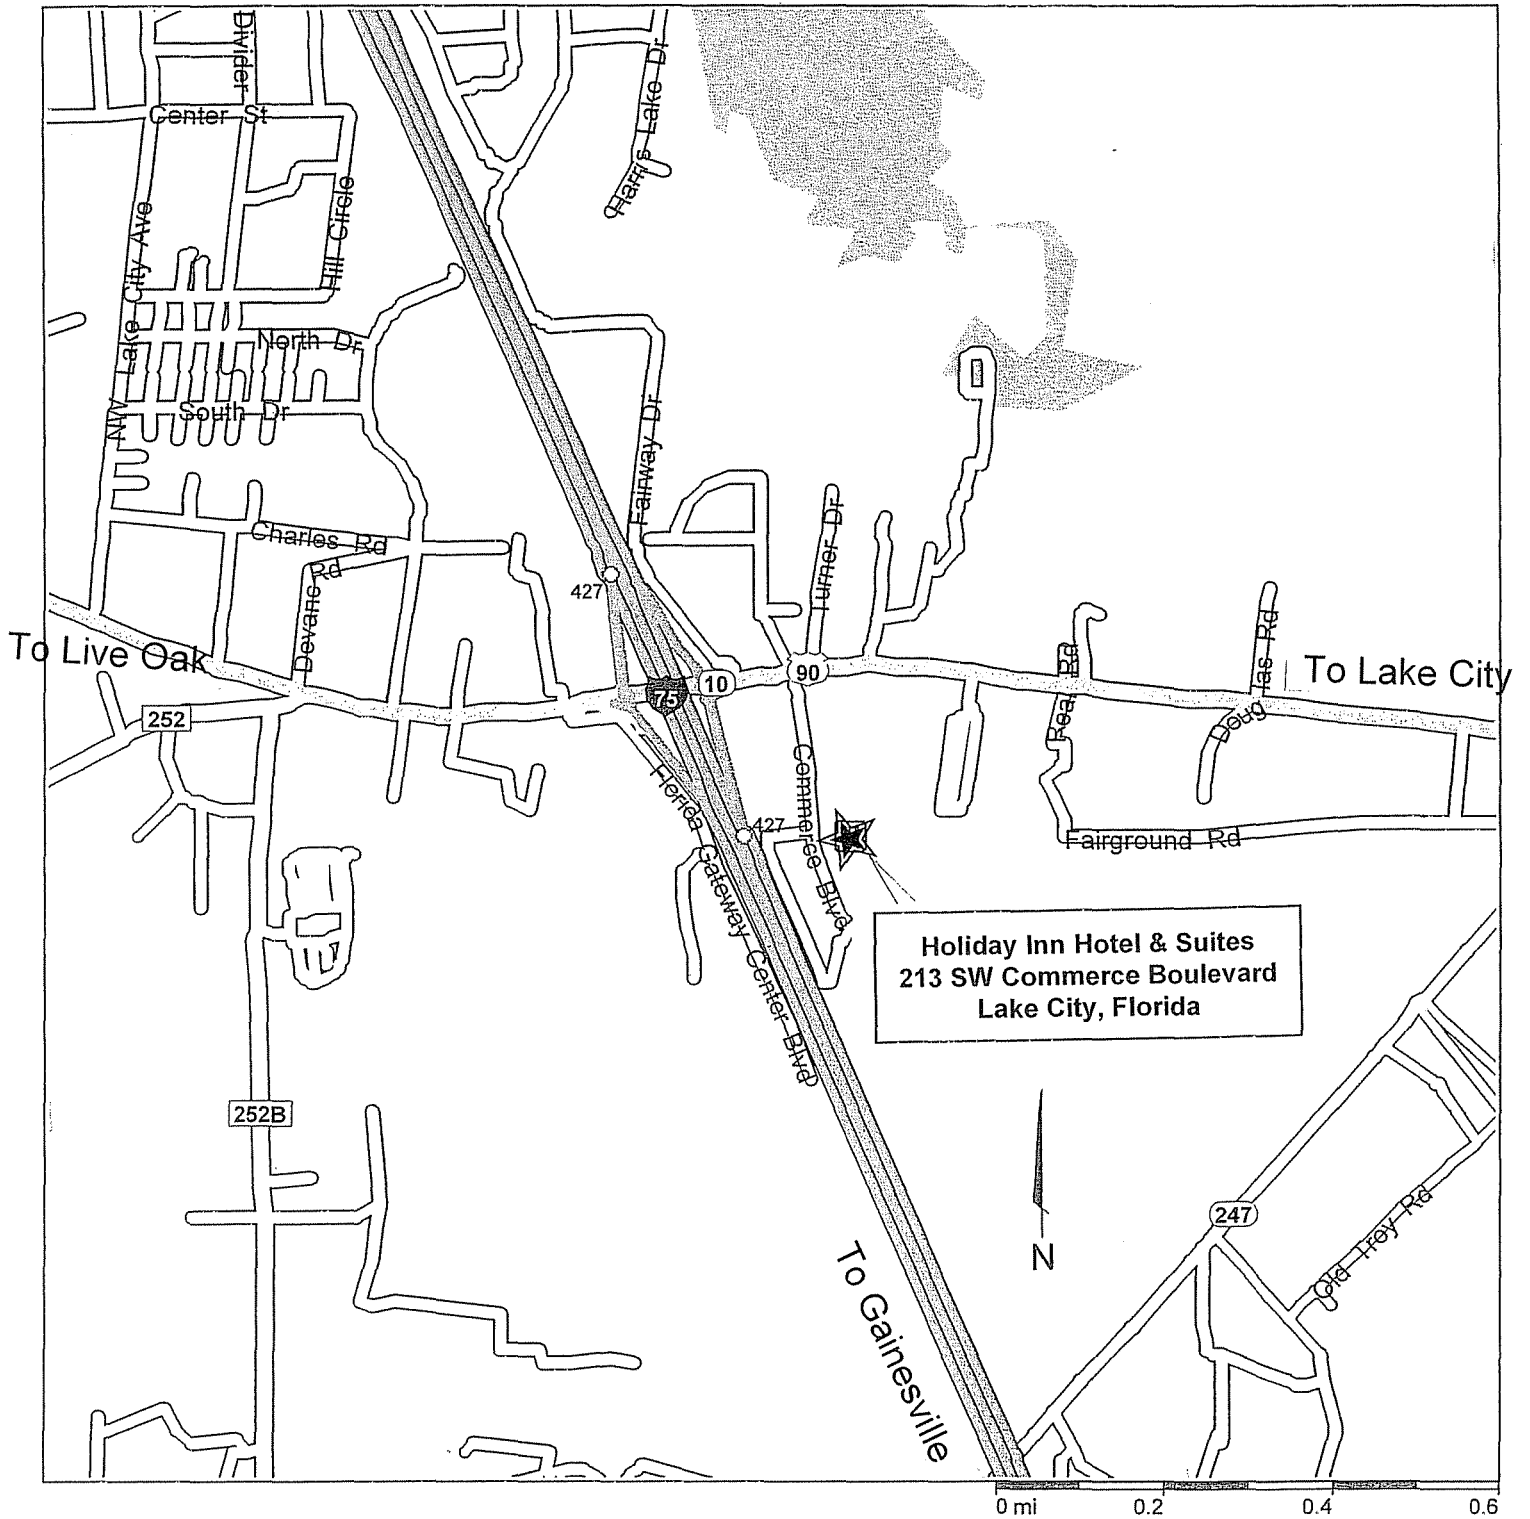 Divider
Center St
Harris Lake Dr
Hill Circle
NW Lake City Ave
North Dr
South Dr
Fairway Dr
Charles Rd
Devane Rd
Turner Dr
427
To Live Oak
252
75
10
90
To Lake City
Real Rd
Douglas Rd
Florida Gateway Center Blvd
427
Commerce Blvd
Fairground Rd
Holiday Inn Hotel & Suites
213 SW Commerce Boulevard
Lake City, Florida
252B
N
247
Old Troy Rd
To Gainesville
0 mi 0.2 0.4 0.6